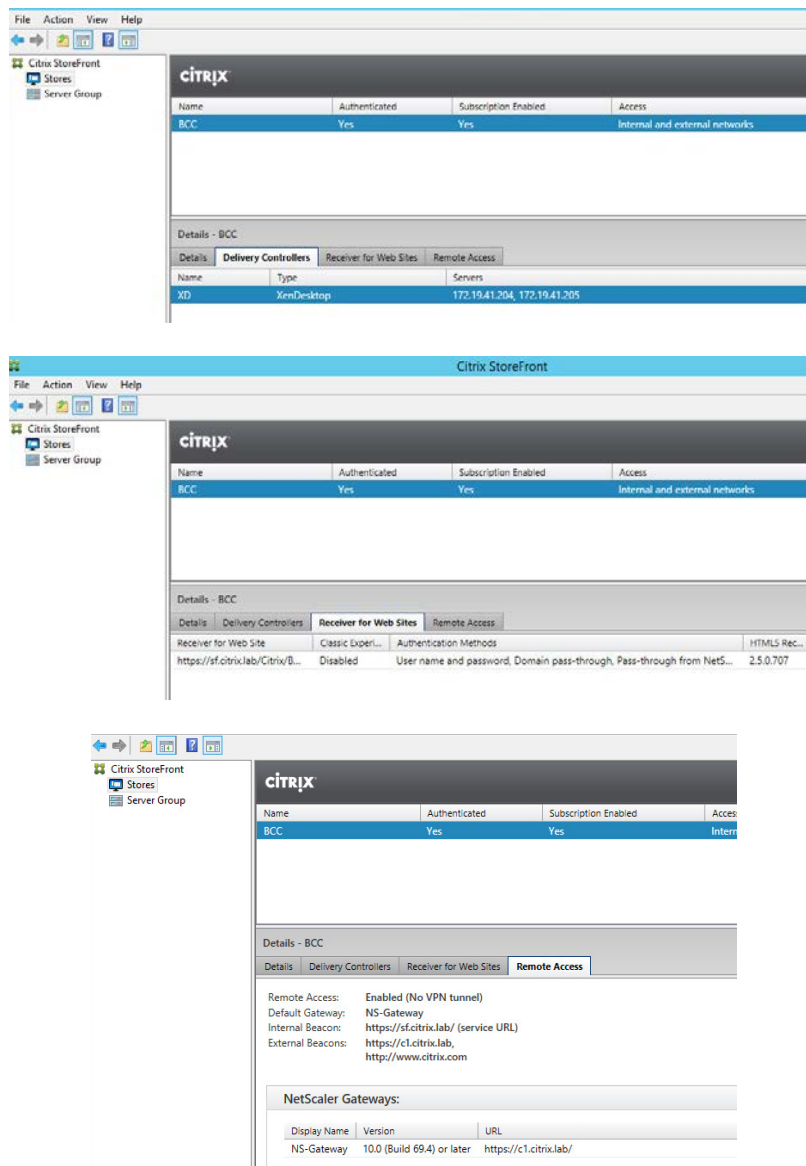 File Action View Help
Citrix StoreFront
Stores
Server Group
CITRIX
Name Authenticated Subscription Enabled Access
BCC Yes Yes Internal and external networks
Details - BCC
Details Delivery Controllers Receiver for Web Sites Remote Access
Name Type Servers
XD XenDesktop 172.19.41.204, 172.19.41.205
Citrix StoreFront
File Action View Help
Citrix StoreFront
Stores
Server Group
CITRIX
Name Authenticated Subscription Enabled Access
BCC Yes Yes Internal and external networks
Details - BCC
Details Delivery Controllers Receiver for Web Sites Remote Access
Receiver for Web Site Classic Experi... Authentication Methods HTML5 Rec...
https://sf.citrix.lab/Citrix/B... Disabled User name and password, Domain pass-through, Pass-through from NetS... 2.5.0.707
Citrix StoreFront
Stores
Server Group
CITRIX
Name Authenticated Subscription Enabled Acces
BCC Yes Yes Intern
Details - BCC
Details Delivery Controllers Receiver for Web Sites Remote Access
Remote Access: Enabled (No VPN tunnel)
Default Gateway: NS-Gateway
Internal Beacon: https://sf.citrix.lab/ (service URL)
External Beacons: https://c1.citrix.lab,
http://www.citrix.com
NetScaler Gateways:
Display Name Version URL
NS-Gateway 10.0 (Build 69.4) or later https://c1.citrix.lab/